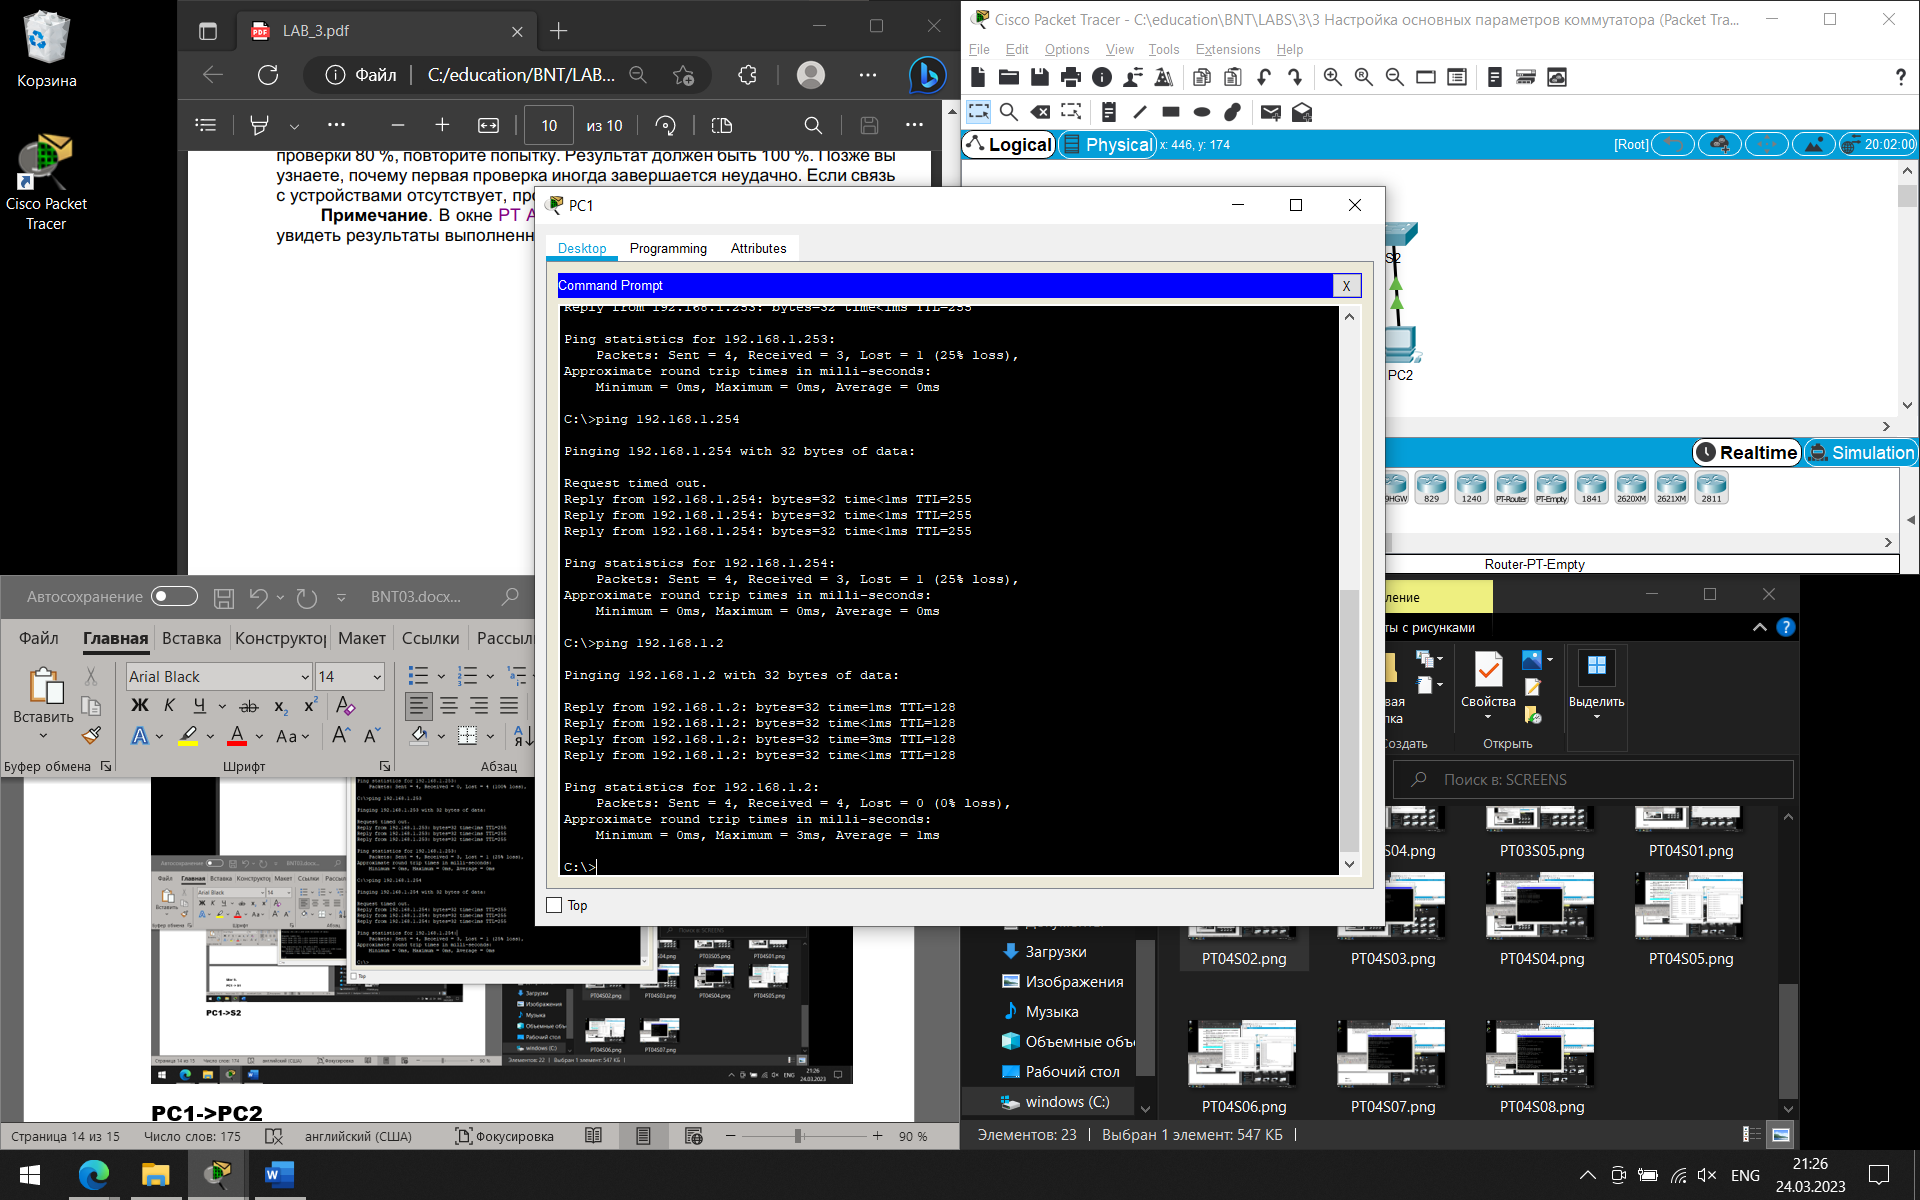 Корзина
Cisco Packet
Tracer
LAB_3.pdf
Файл
C:/education/BNT/LAB...
10
из 10
проверки 80 %, повторите попытку. Результат должен быть 100 %. Позже вы
узнаете, почему первая проверка иногда завершается неудачно. Если связь
с устройствами отсутствует, пр
Примечание. В окне PT A
увидеть результаты выполненн
Cisco Packet Tracer - C:\education\BNT\LABS\3\3 Настройка основных параметров коммутатора (Packet Tra...
File Edit Options View Tools Extensions Help
Logical
Physical
x: 446, y: 174
[Root]
20:02:00
S2
PC2
Realtime
Simulation
9HGW
829
1240
PT-Router
PT-Empty
1841
2620XM
2621XM
2811
Router-PT-Empty
PC1
Desktop
Programming
Attributes
Command Prompt
X
Reply from 192.168.1.253: bytes=32 time<1ms TTL=255
Ping statistics for 192.168.1.253:
Packets: Sent = 4, Received = 3, Lost = 1 (25% loss),
Approximate round trip times in milli-seconds:
Minimum = 0ms, Maximum = 0ms, Average = 0ms
C:\>ping 192.168.1.254
Pinging 192.168.1.254 with 32 bytes of data:
Request timed out.
Reply from 192.168.1.254: bytes=32 time<1ms TTL=255
Reply from 192.168.1.254: bytes=32 time<1ms TTL=255
Reply from 192.168.1.254: bytes=32 time<1ms TTL=255
Ping statistics for 192.168.1.254:
Packets: Sent = 4, Received = 3, Lost = 1 (25% loss),
Approximate round trip times in milli-seconds:
Minimum = 0ms, Maximum = 0ms, Average = 0ms
C:\>ping 192.168.1.2
Pinging 192.168.1.2 with 32 bytes of data:
Reply from 192.168.1.2: bytes=32 time=1ms TTL=128
Reply from 192.168.1.2: bytes=32 time<1ms TTL=128
Reply from 192.168.1.2: bytes=32 time=3ms TTL=128
Reply from 192.168.1.2: bytes=32 time<1ms TTL=128
Ping statistics for 192.168.1.2:
Packets: Sent = 4, Received = 4, Lost = 0 (0% loss),
Approximate round trip times in milli-seconds:
Minimum = 0ms, Maximum = 3ms, Average = 1ms
C:\>
Top
Автосохранение
BNT03.docx...
Файл Главная Вставка Конструктор Макет Ссылки Рассыл
Вставить
Arial Black
14
Буфер обмена
Шрифт
Абзац
PC1->S2
PC1->PC2
Страница 14 из 15
Число слов: 175
английский (США)
Фокусировка
90 %
ление
ты с рисунками
вая
пка
Создать
Свойства
Открыть
Выделить
Поиск в: SCREENS
S04.png
PT03S05.png
PT04S01.png
PT04S02.png
PT04S03.png
PT04S04.png
PT04S05.png
PT04S06.png
PT04S07.png
PT04S08.png
Загрузки
Изображения
Музыка
Объемные объ
Рабочий стол
windows (C:)
Элементов: 23
Выбран 1 элемент: 547 КБ
ENG
21:26
24.03.2023